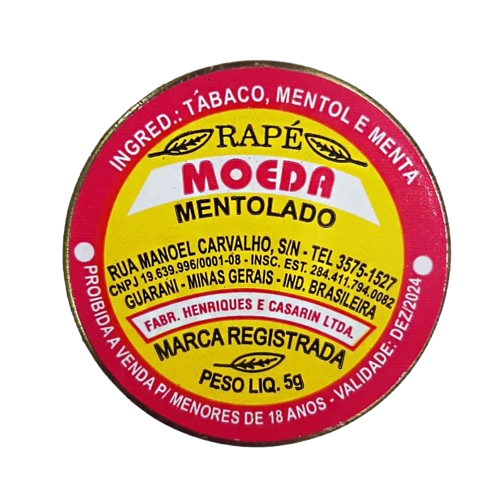 INGRED.: TÁBACO, MENTOL E MENTA
RAPÉ
MOEDA
MENTOLADO
RUA MANOEL CARVALHO, S/N - TEL 3575-1527
CNPJ 19.639.996/0001-08 - INSC. EST. 284.411.794.0082
GUARANI - MINAS GERAIS - IND. BRASILEIRA
FABR. HENRIQUES E CASARIN LTDA.
MARCA REGISTRADA
PESO LIQ. 5g
PROIBIDA A VENDA P/ MENORES DE 18 ANOS - VALIDADE: DEZ/2024